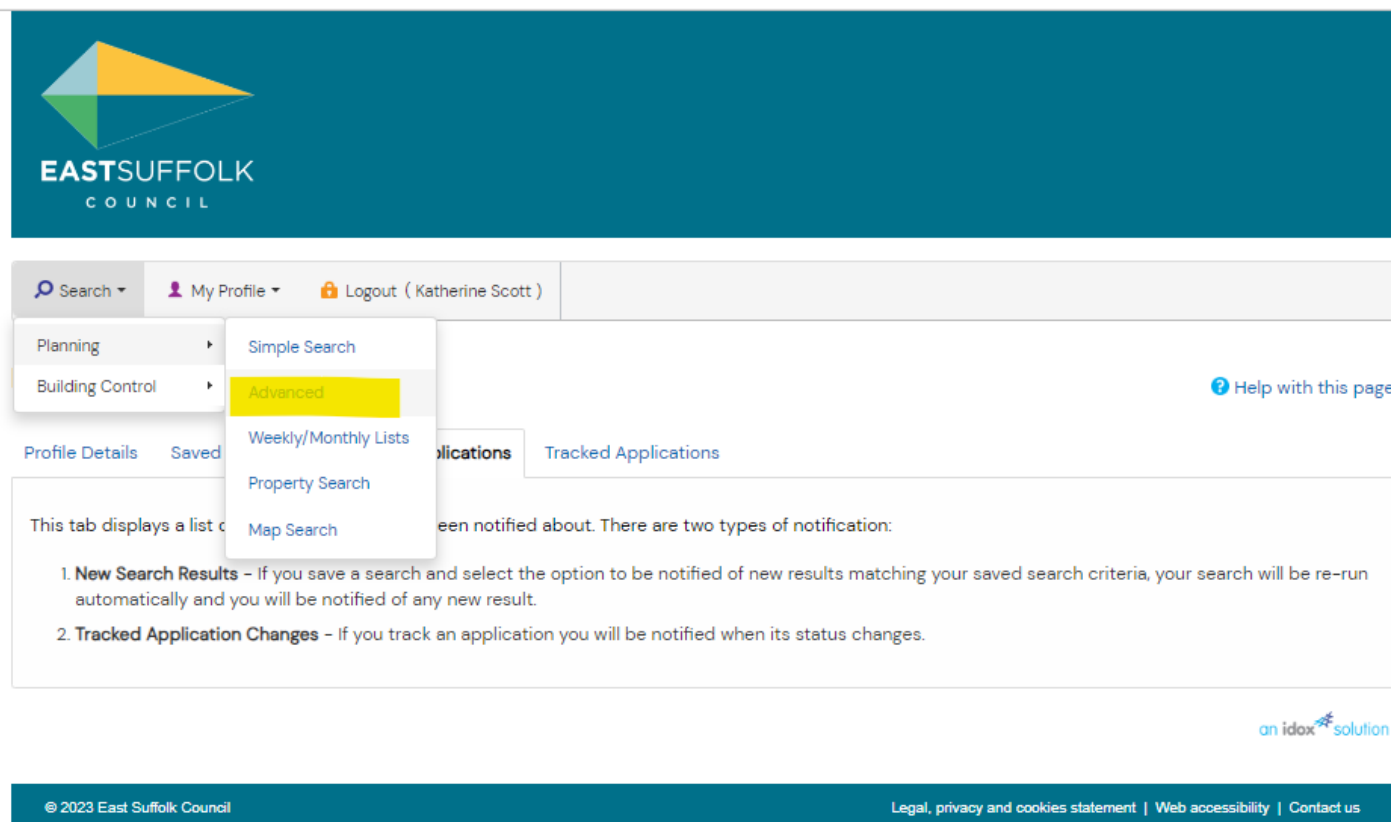 EASTSUFFOLK
COUNCIL
Search My Profile Logout ( Katherine Scott )
Planning Simple Search
Building Control Advanced Help with this page
Weekly/Monthly Lists
Profile Details Saved Tracked Applications
Property Search
This tab displays a list Map Search een notified about. There are two types of notification:
1. New Search Results - If you save a search and select the option to be notified of new results matching your saved search criteria, your search will be re-run
automatically and you will be notified of any new result.
2. Tracked Application Changes - If you track an application you will be notified when its status changes.
an idox solution
© 2023 East Suffolk Council Legal, privacy and cookies statement | Web accessibility | Contact us